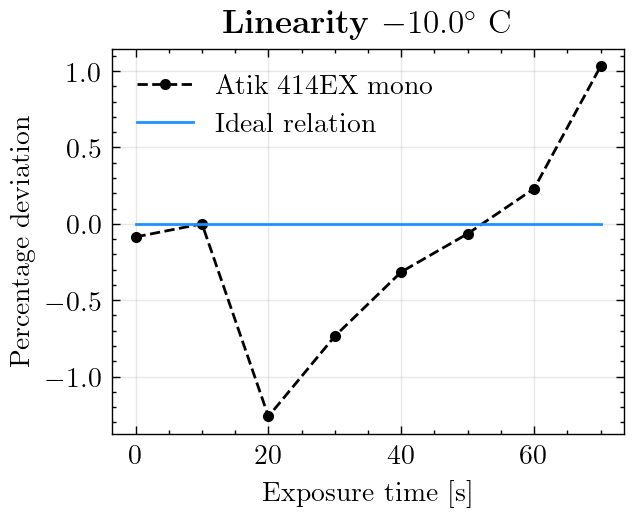 Linearity −10.0° C
Atik 414EX mono
Ideal relation
Percentage deviation
1.0
0.5
0.0
−0.5
−1.0
0 20 40 60
Exposure time [s]